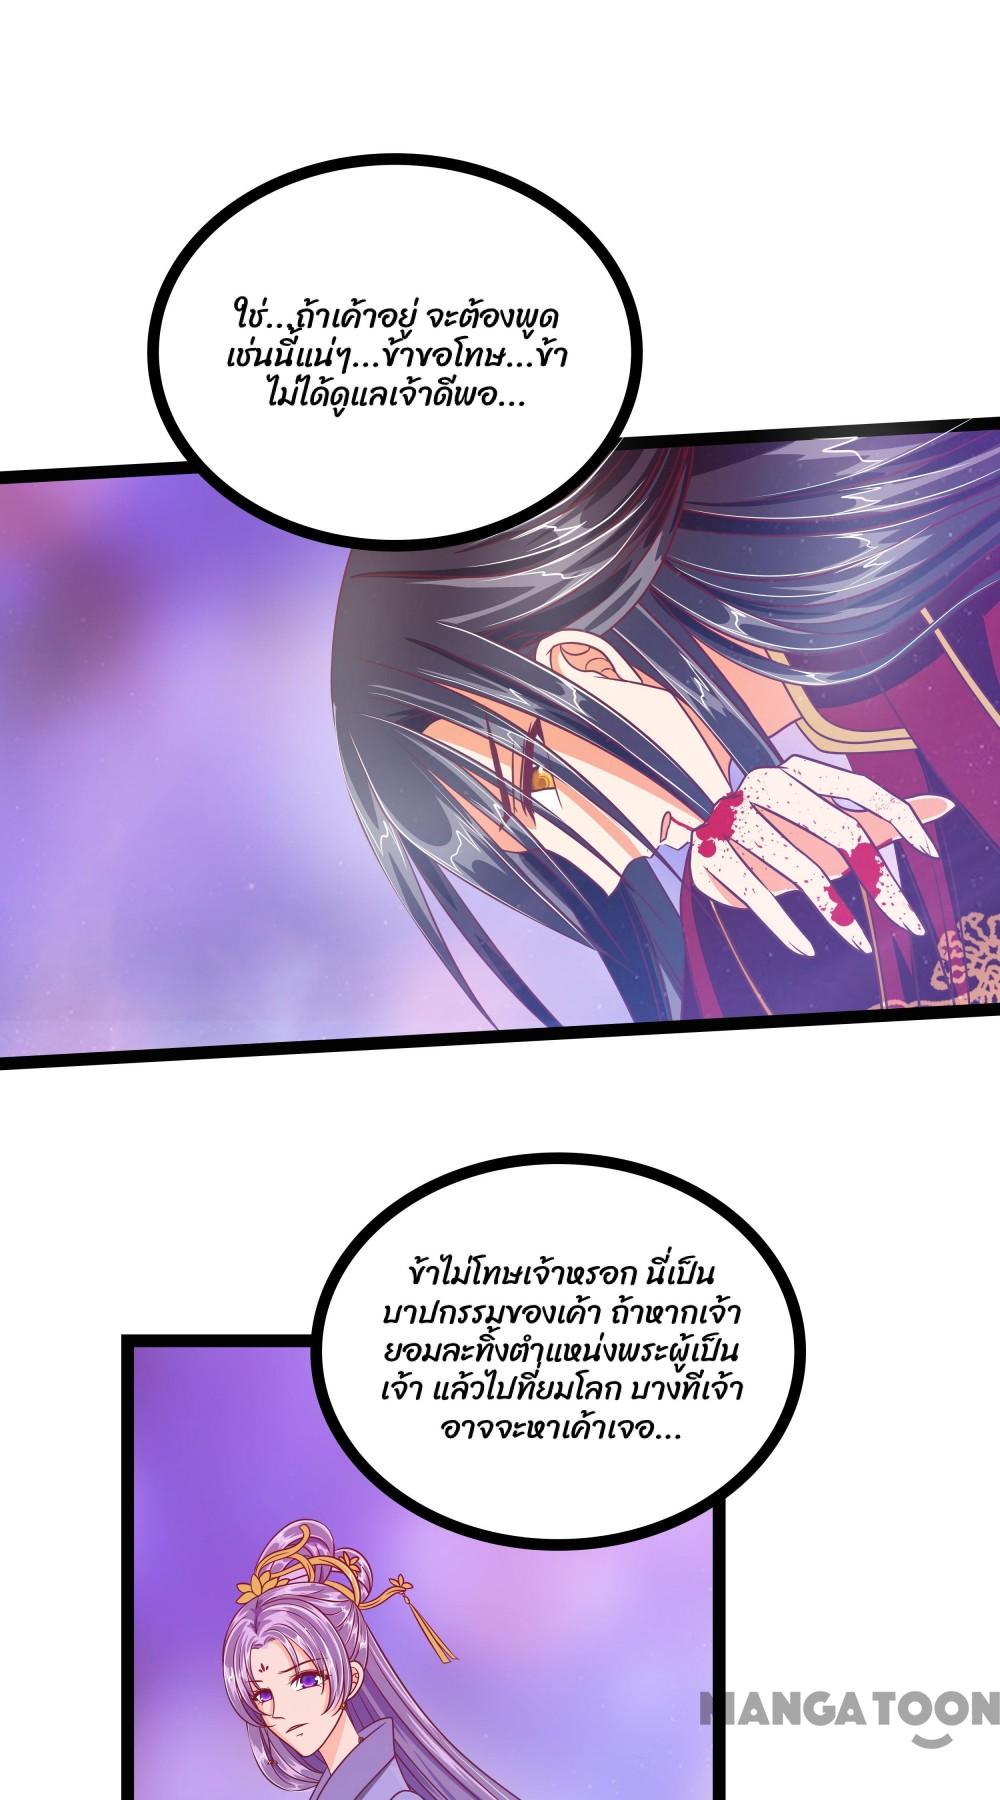 ใช่...ถ้าเค้าอยู่ จะต้องพูด
เช่นนี้แน่ๆ...ข้าขอโทษ...ข้า
ไม่ได้ดูแลเจ้าดีพอ...
ข้าไม่โทษเจ้าหรอก นี่เป็น
บาปกรรมของเค้า ถ้าหากเจ้า
ยอมละทิ้งตำแหน่งพระผู้เป็น
เจ้า แล้วไปที่ยมโลก บางทีเจ้า
อาจจะหาเค้าเจอ...
MANGATOON